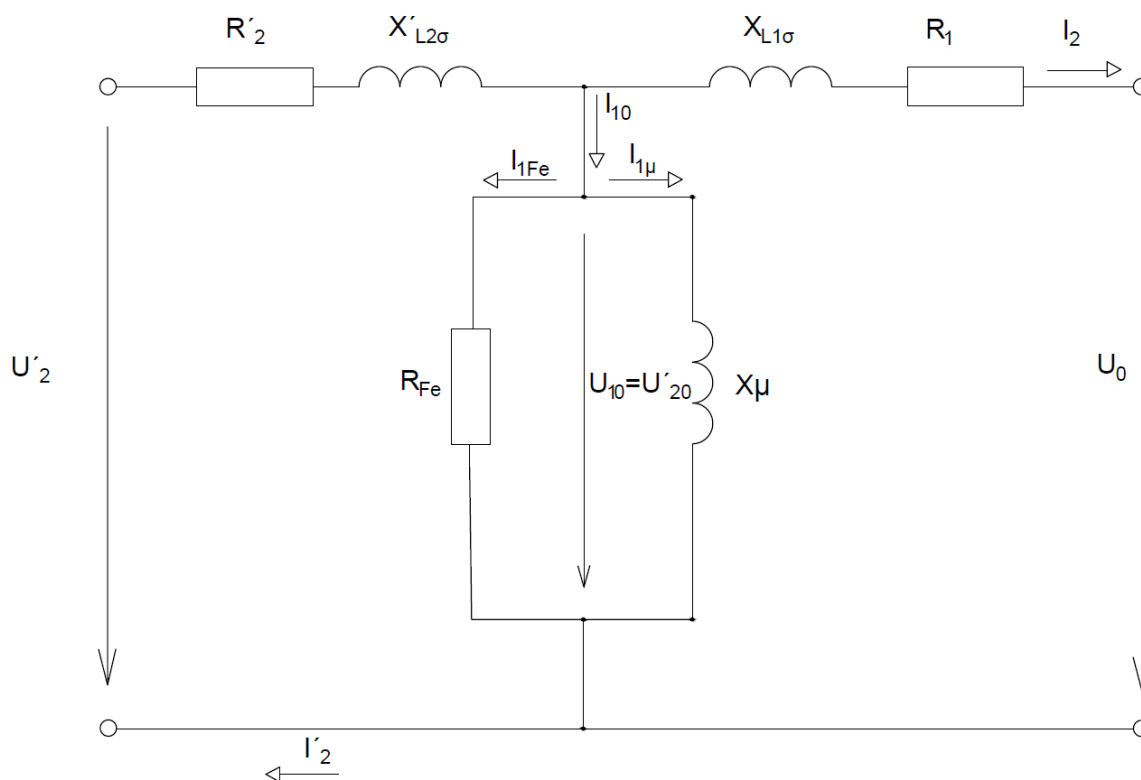 R´2
X´L2σ
XL1σ
R1
I2
I10
I1Fe
I1μ
U´2
RFe
U10=U´20
Xμ
U0
I´2